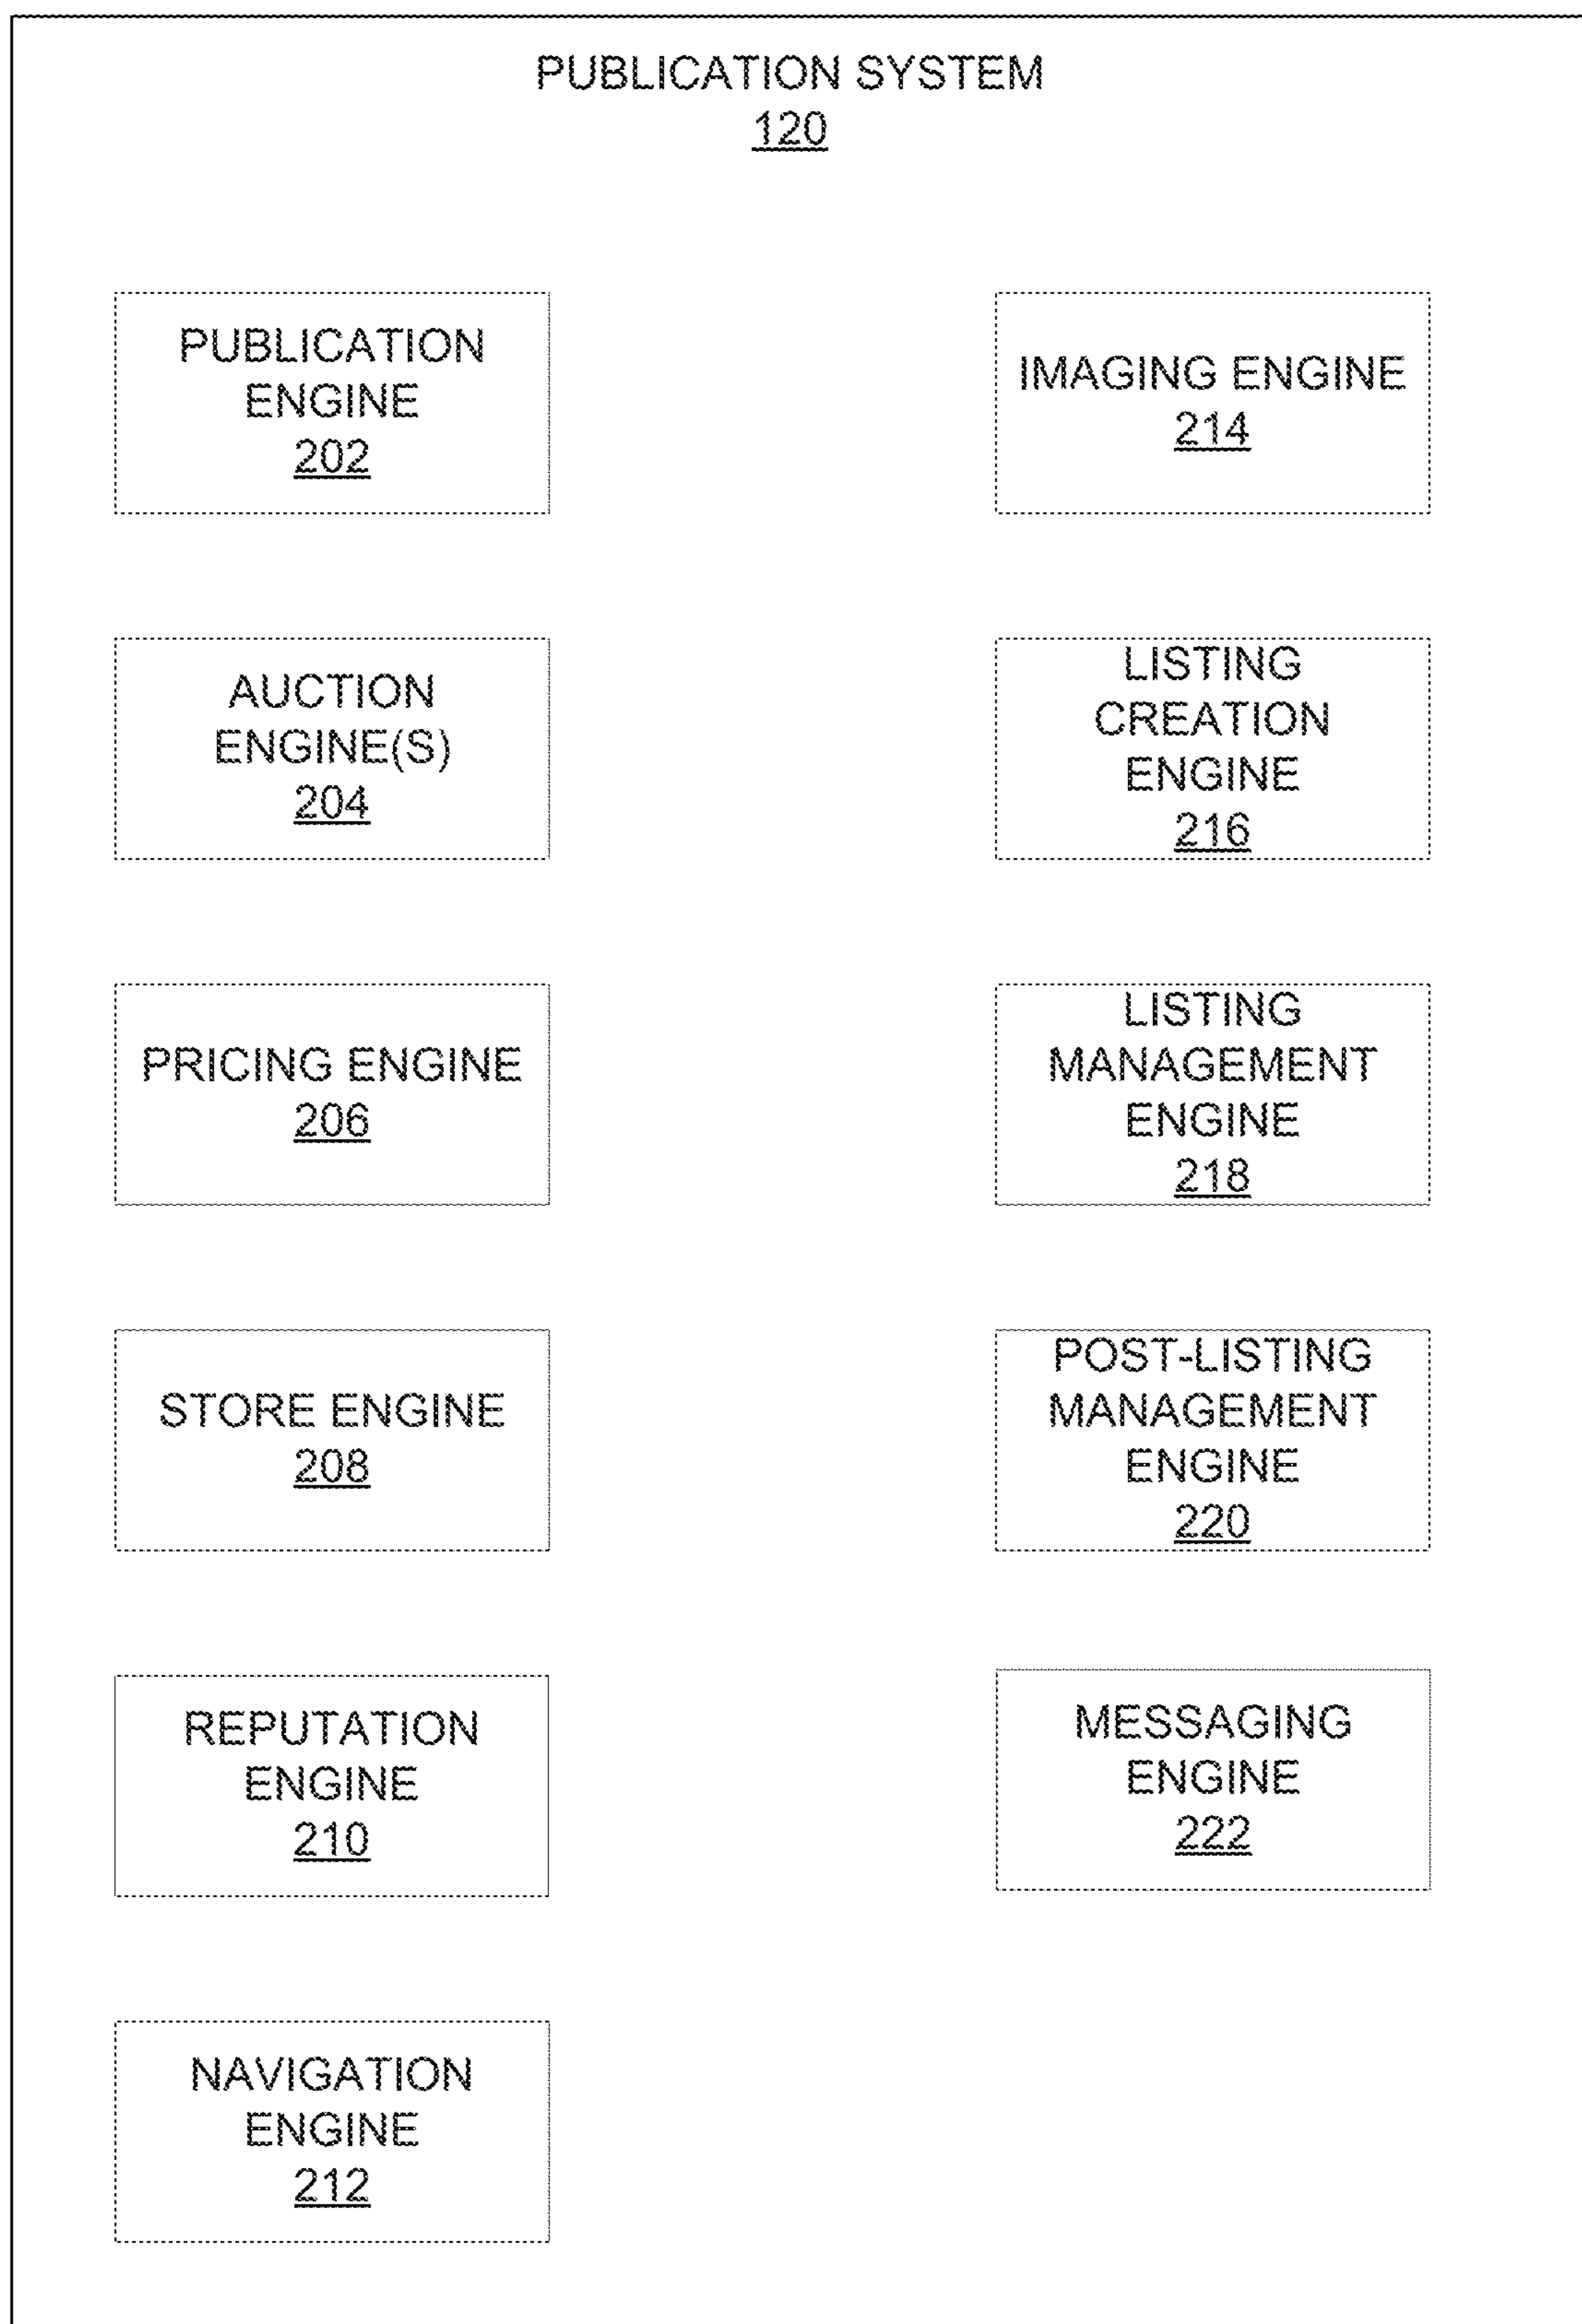 PUBLICATION SYSTEM
120
PUBLICATION
ENGINE
202
AUCTION
ENGINE(S)
204
PRICING ENGINE
206
STORE ENGINE
208
REPUTATION
ENGINE
210
NAVIGATION
ENGINE
212
IMAGING ENGINE
214
LISTING
CREATION
ENGINE
216
LISTING
MANAGEMENT
ENGINE
218
POST-LISTING
MANAGEMENT
ENGINE
220
MESSAGING
ENGINE
222